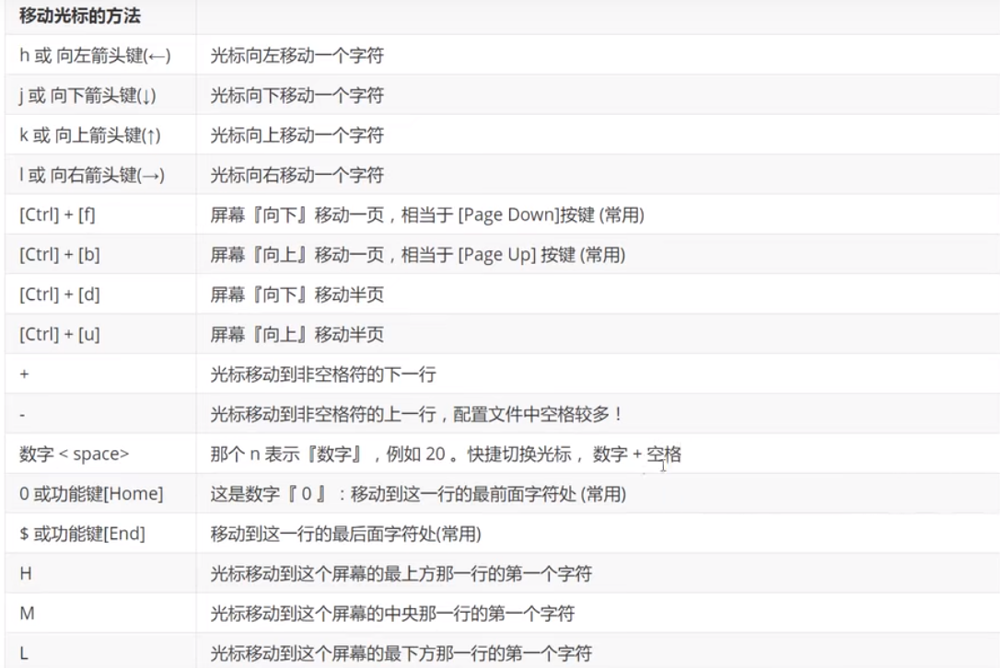 移动光标的方法
h 或 向左箭头键(←) 光标向左移动一个字符
j 或 向下箭头键(↓) 光标向下移动一个字符
k 或 向上箭头键(↑) 光标向上移动一个字符
l 或 向右箭头键(→) 光标向右移动一个字符
[Ctrl] + [f] 屏幕『向下』移动一页，相当于 [Page Down]按键 (常用)
[Ctrl] + [b] 屏幕『向上』移动一页，相当于 [Page Up] 按键 (常用)
[Ctrl] + [d] 屏幕『向下』移动半页
[Ctrl] + [u] 屏幕『向上』移动半页
+ 光标移动到非空格符的下一行
- 光标移动到非空格符的上一行，配置文件中空格较多！
数字 < space> 那个 n 表示『数字』，例如 20 。快捷切换光标， 数字 + 空格
0 或功能键[Home] 这是数字『 0 』：移动到这一行的最前面字符处 (常用)
$ 或功能键[End] 移动到这一行的最后面字符处(常用)
H 光标移动到这个屏幕的最上方那一行的第一个字符
M 光标移动到这个屏幕的中央那一行的第一个字符
L 光标移动到这个屏幕的最下方那一行的第一个字符